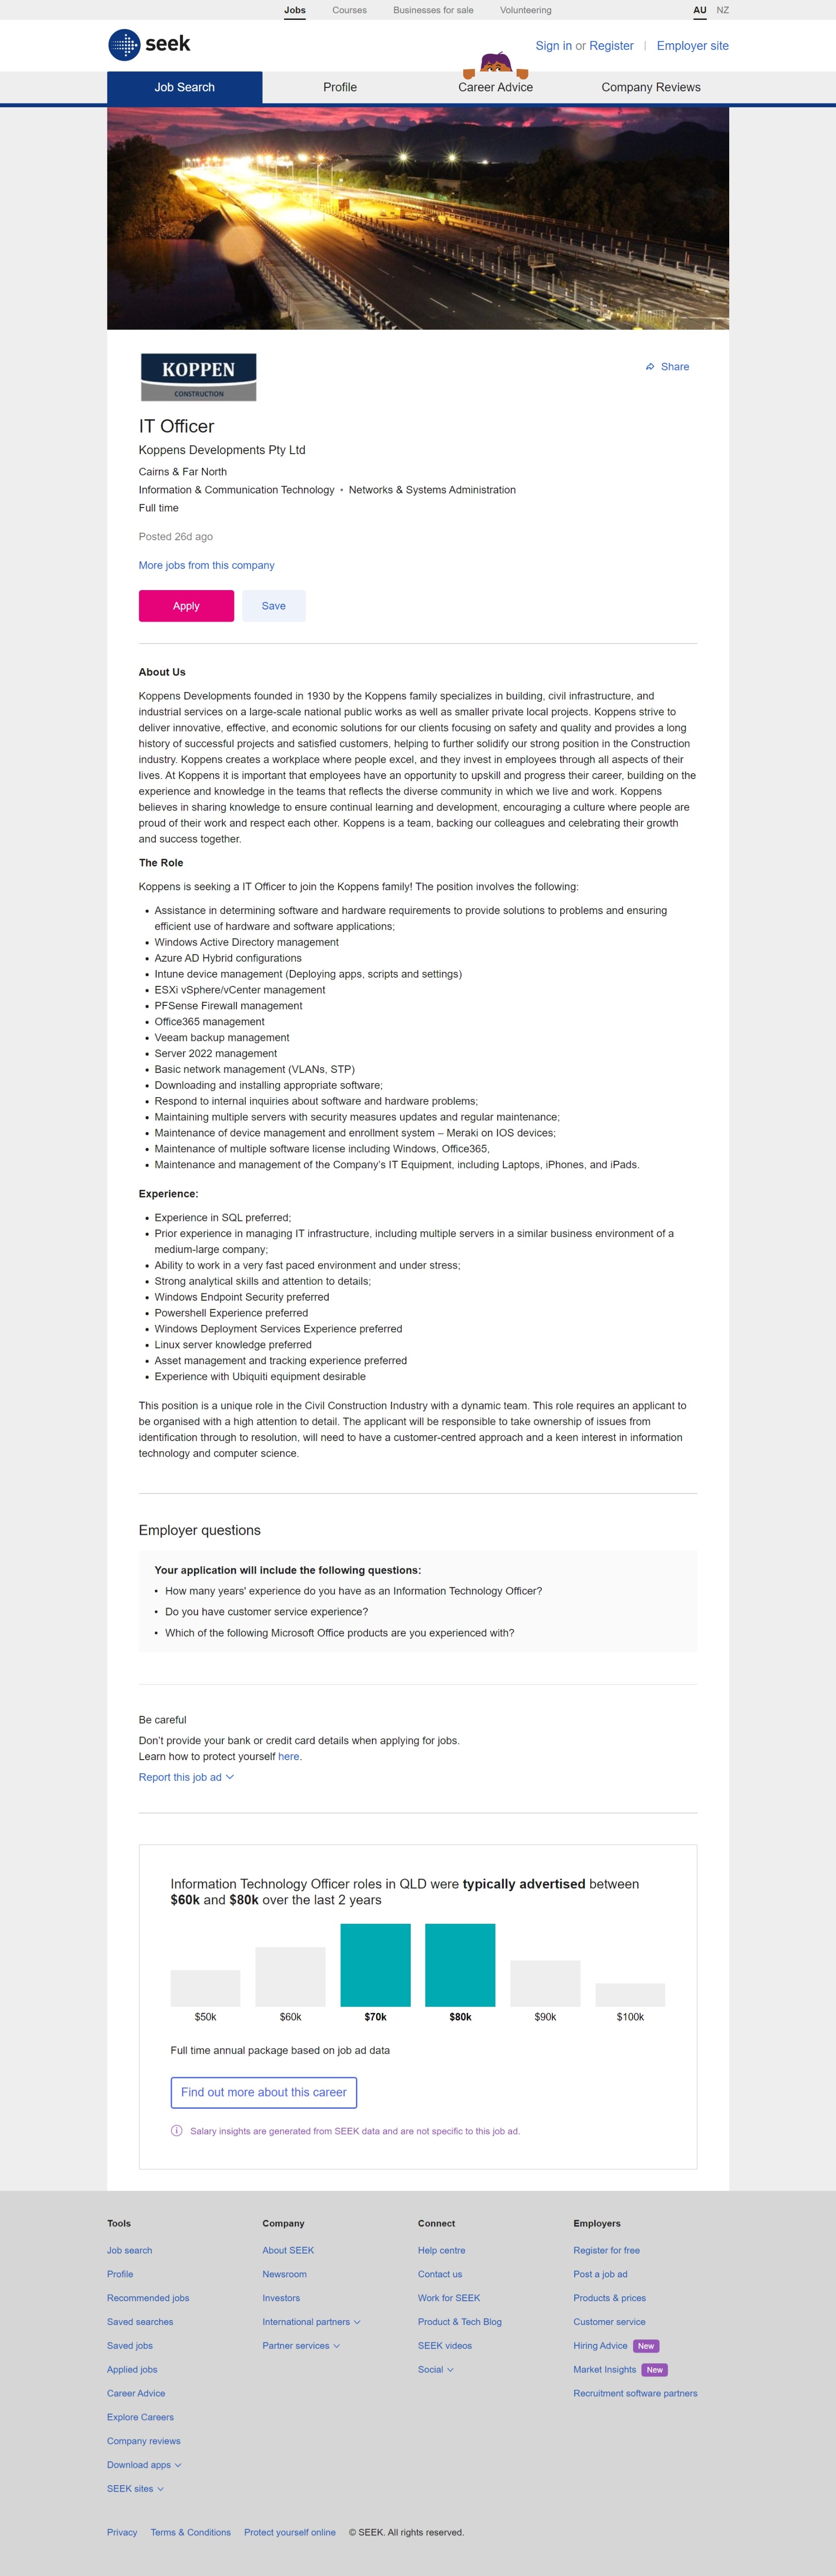 Jobs
Courses
Businesses for sale
Volunteering
AU
NZ
seek
Sign in or Register
Employer site
Job Search
Profile
Career Advice
Company Reviews
KOPPEN
CONSTRUCTION
Share
IT Officer
Koppens Developments Pty Ltd
Cairns & Far North
Information & Communication Technology • Networks & Systems Administration
Full time
Posted 26d ago
More jobs from this company
Apply
Save
About Us
Koppens Developments founded in 1930 by the Koppens family specializes in building, civil infrastructure, and
industrial services on a large-scale national public works as well as smaller private local projects. Koppens strive to
deliver innovative, effective, and economic solutions for our clients focusing on safety and quality and provides a long
history of successful projects and satisfied customers, helping to further solidify our strong position in the Construction
industry. Koppens creates a workplace where people excel, and they invest in employees through all aspects of their
lives. At Koppens it is important that employees have an opportunity to upskill and progress their career, building on the
experience and knowledge in the teams that reflects the diverse community in which we live and work. Koppens
believes in sharing knowledge to ensure continual learning and development, encouraging a culture where people are
proud of their work and respect each other. Koppens is a team, backing our colleagues and celebrating their growth
and success together.
The Role
Koppens is seeking a IT Officer to join the Koppens family! The position involves the following:
• Assistance in determining software and hardware requirements to provide solutions to problems and ensuring
efficient use of hardware and software applications;
• Windows Active Directory management
• Azure AD Hybrid configurations
• Intune device management (Deploying apps, scripts and settings)
• ESXi vSphere/vCenter management
• PFSense Firewall management
• Office365 management
• Veeam backup management
• Server 2022 management
• Basic network management (VLANs, STP)
• Downloading and installing appropriate software;
• Respond to internal inquiries about software and hardware problems;
• Maintaining multiple servers with security measures updates and regular maintenance;
• Maintenance of device management and enrollment system – Meraki on IOS devices;
• Maintenance of multiple software license including Windows, Office365,
• Maintenance and management of the Company's IT Equipment, including Laptops, iPhones, and iPads.
Experience:
• Experience in SQL preferred;
• Prior experience in managing IT infrastructure, including multiple servers in a similar business environment of a
medium-large company;
• Ability to work in a very fast paced environment and under stress;
• Strong analytical skills and attention to details;
• Windows Endpoint Security preferred
• Powershell Experience preferred
• Windows Deployment Services Experience preferred
• Linux server knowledge preferred
• Asset management and tracking experience preferred
• Experience with Ubiquiti equipment desirable
This position is a unique role in the Civil Construction Industry with a dynamic team. This role requires an applicant to
be organised with a high attention to detail. The applicant will be responsible to take ownership of issues from
identification through to resolution, will need to have a customer-centred approach and a keen interest in information
technology and computer science.
Employer questions
Your application will include the following questions:
• How many years' experience do you have as an Information Technology Officer?
• Do you have customer service experience?
• Which of the following Microsoft Office products are you experienced with?
Be careful
Don't provide your bank or credit card details when applying for jobs.
Learn how to protect yourself here.
Report this job ad
Information Technology Officer roles in QLD were typically advertised between
$60k and $80k over the last 2 years
$50k
$60k
$70k
$80k
$90k
$100k
Full time annual package based on job ad data
Find out more about this career
Salary insights are generated from SEEK data and are not specific to this job ad.
Tools
Job search
Profile
Recommended jobs
Saved searches
Saved jobs
Applied jobs
Career Advice
Explore Careers
Company reviews
Download apps
SEEK sites
Company
About SEEK
Newsroom
Investors
International partners
Partner services
Connect
Help centre
Contact us
Work for SEEK
Product & Tech Blog
SEEK videos
Social
Employers
Register for free
Post a job ad
Products & prices
Customer service
Hiring Advice New
Market Insights New
Recruitment software partners
Privacy
Terms & Conditions
Protect yourself online
© SEEK. All rights reserved.